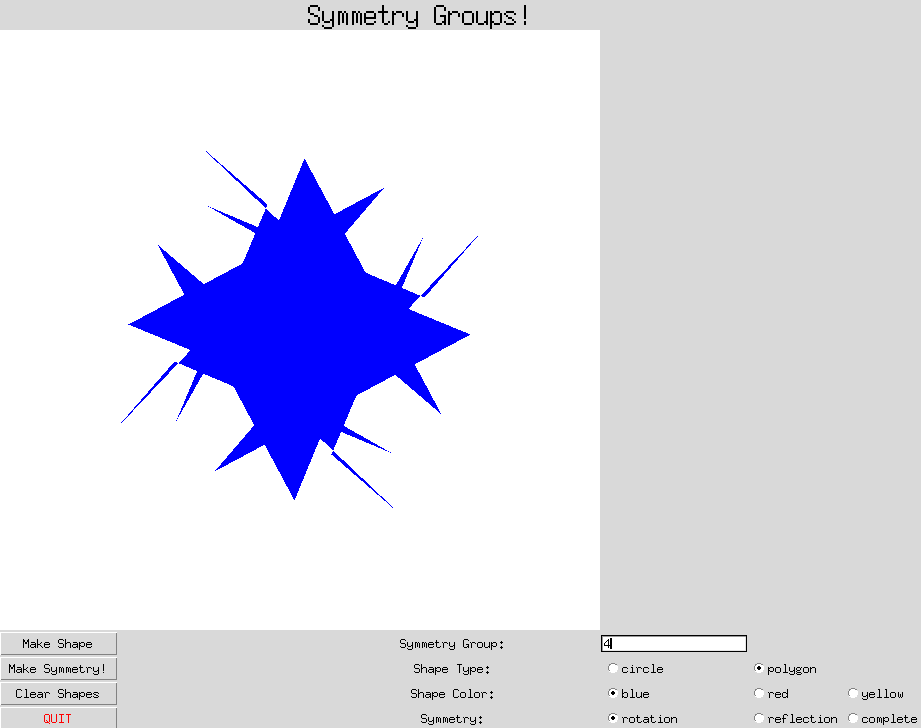 Symmetry Groups!
Make Shape Symmetry Group: 4
Make Symmetry! Shape Type: circle polygon
Clear Shapes Shape Color: blue red yellow
QUIT Symmetry: rotation reflection complete